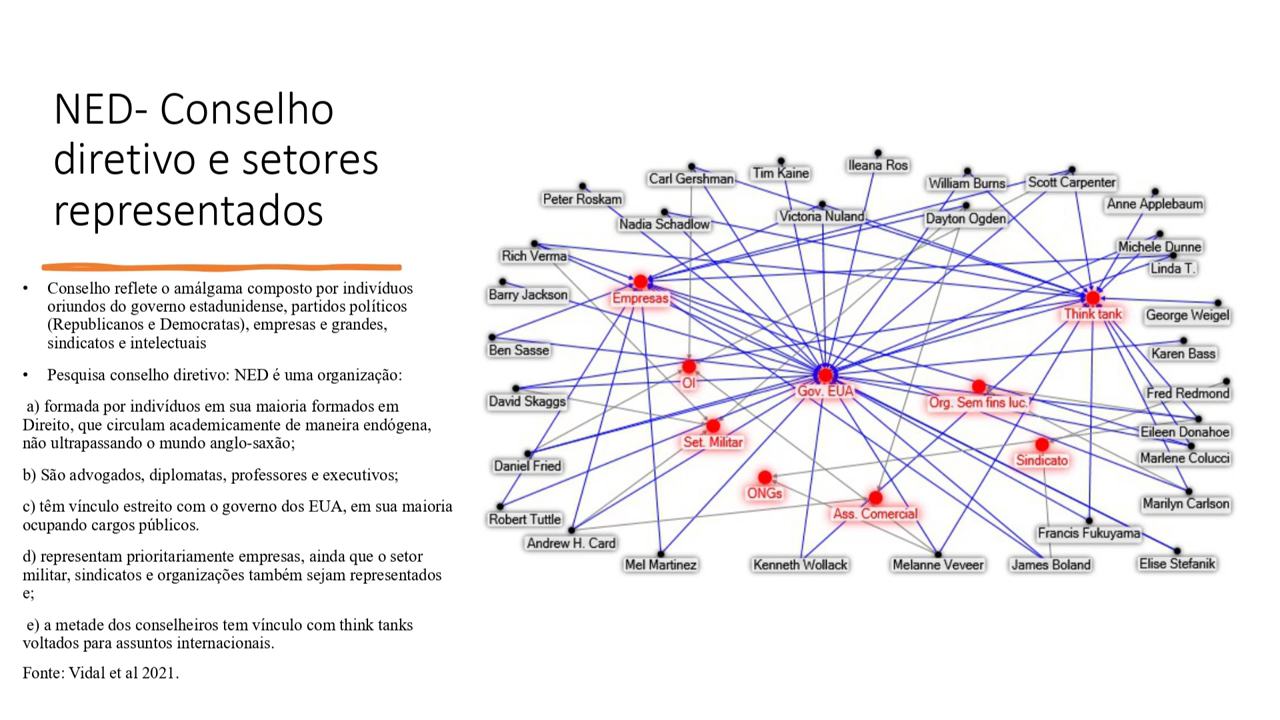 NED- Conselho
diretivo e setores
representados
• Conselho reflete o amálgama composto por indivíduos
oriundos do governo estadunidense, partidos políticos
(Republicanos e Democratas), empresas e grandes,
sindicatos e intelectuais
• Pesquisa conselho diretivo: NED é uma organização:
a) formada por indivíduos em sua maioria formados em
Direito, que circulam academicamente de maneira endógena,
não ultrapassando o mundo anglo-saxão;
b) São advogados, diplomatas, professores e executivos;
c) têm vínculo estreito com o governo dos EUA, em sua maioria
ocupando cargos públicos.
d) representam prioritariamente empresas, ainda que o setor
militar, sindicatos e organizações também sejam representados
e;
e) a metade dos conselheiros tem vínculo com think tanks
voltados para assuntos internacionais.
Fonte: Vidal et al 2021.
Ileana Ros
Tim Kaine
Carl Gershman
William Burns
Scott Carpenter
Peter Roskam
Anne Applebaum
Victoria Nuland
Dayton Ogden
Nadia Schadlow
Michele Dunne
Rich Verma
Linda T.
Barry Jackson
Empresas
Think tank
George Weigel
Ben Sasse
Karen Bass
OI
Gov. EUA
Fred Redmond
David Skaggs
Org. Sem fins luc.
Eileen Donahoe
Set. Militar
Marlene Colucci
Sindicato
Daniel Fried
ONGs
Marilyn Carlson
Ass. Comercial
Robert Tuttle
Francis Fukuyama
Andrew H. Card
Mel Martinez
Kenneth Wollack
Melanne Veveer
James Boland
Elise Stefanik